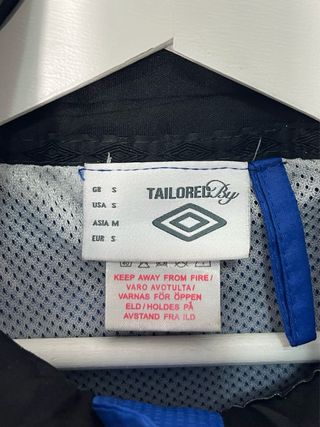 GB S
USA S
ASIA M
EUR S
TAILORED By
KEEP AWAY FROM FIRE/
VARO AVOTULTA/
VARNAS FÖR ÖPPEN
ELD/HOLDES PÅ
AVSTAND FRA ILD